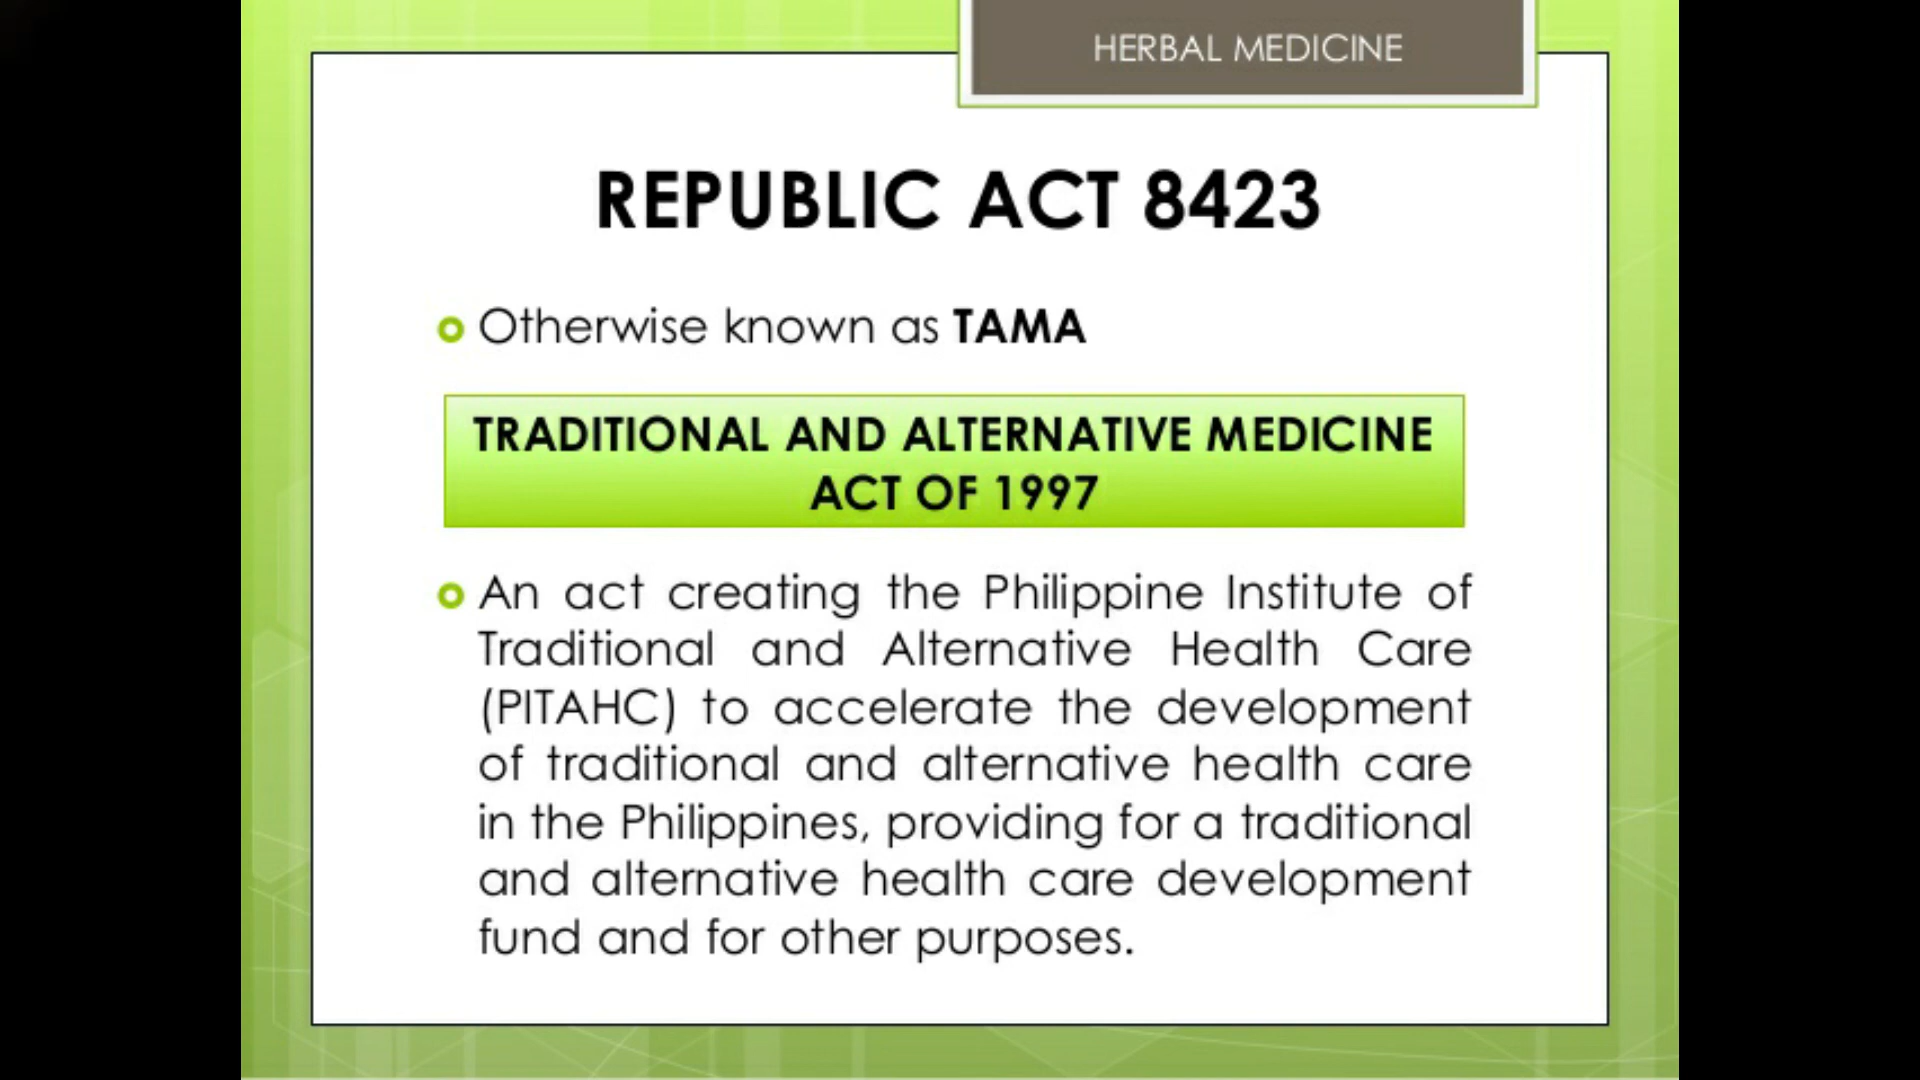 HERBAL MEDICINE
REPUBLIC ACT 8423
Otherwise known as TAMA
TRADITIONAL AND ALTERNATIVE MEDICINE
ACT OF 1997
An act creating the Philippine Institute of
Traditional and Alternative Health Care
(PITAHC) to accelerate the development
of traditional and alternative health care
in the Philippines, providing for a traditional
and alternative health care development
fund and for other purposes.